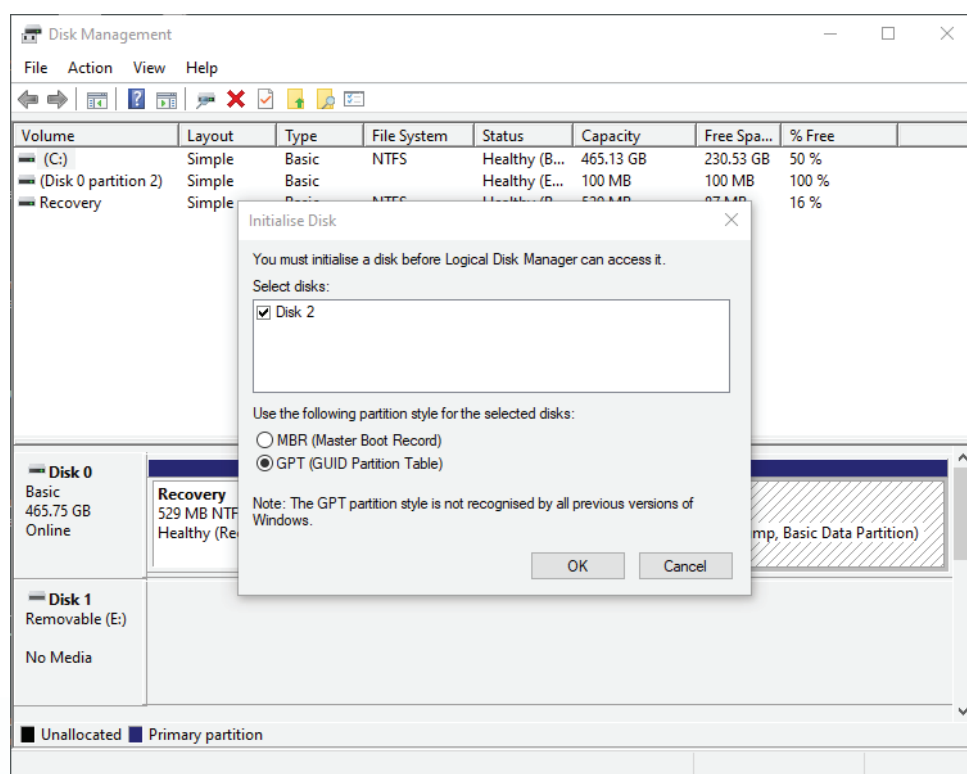 Disk Management
File Action View Help
Volume Layout Type File System Status Capacity Free Spa... % Free
(C:) Simple Basic NTFS Healthy (B... 465.13 GB 230.53 GB 50 %
(Disk 0 partition 2) Simple Basic Healthy (E... 100 MB 100 MB 100 %
Recovery Simple 16 %
Initialise Disk
You must initialise a disk before Logical Disk Manager can access it.
Select disks:
Disk 2
Use the following partition style for the selected disks:
MBR (Master Boot Record)
GPT (GUID Partition Table)
Note: The GPT partition style is not recognised by all previous versions of
Windows.
OK Cancel
Disk 0
Basic
465.75 GB
Online
Recovery
529 MB NTF
Healthy (Re
mp, Basic Data Partition)
Disk 1
Removable (E:)
No Media
Unallocated Primary partition